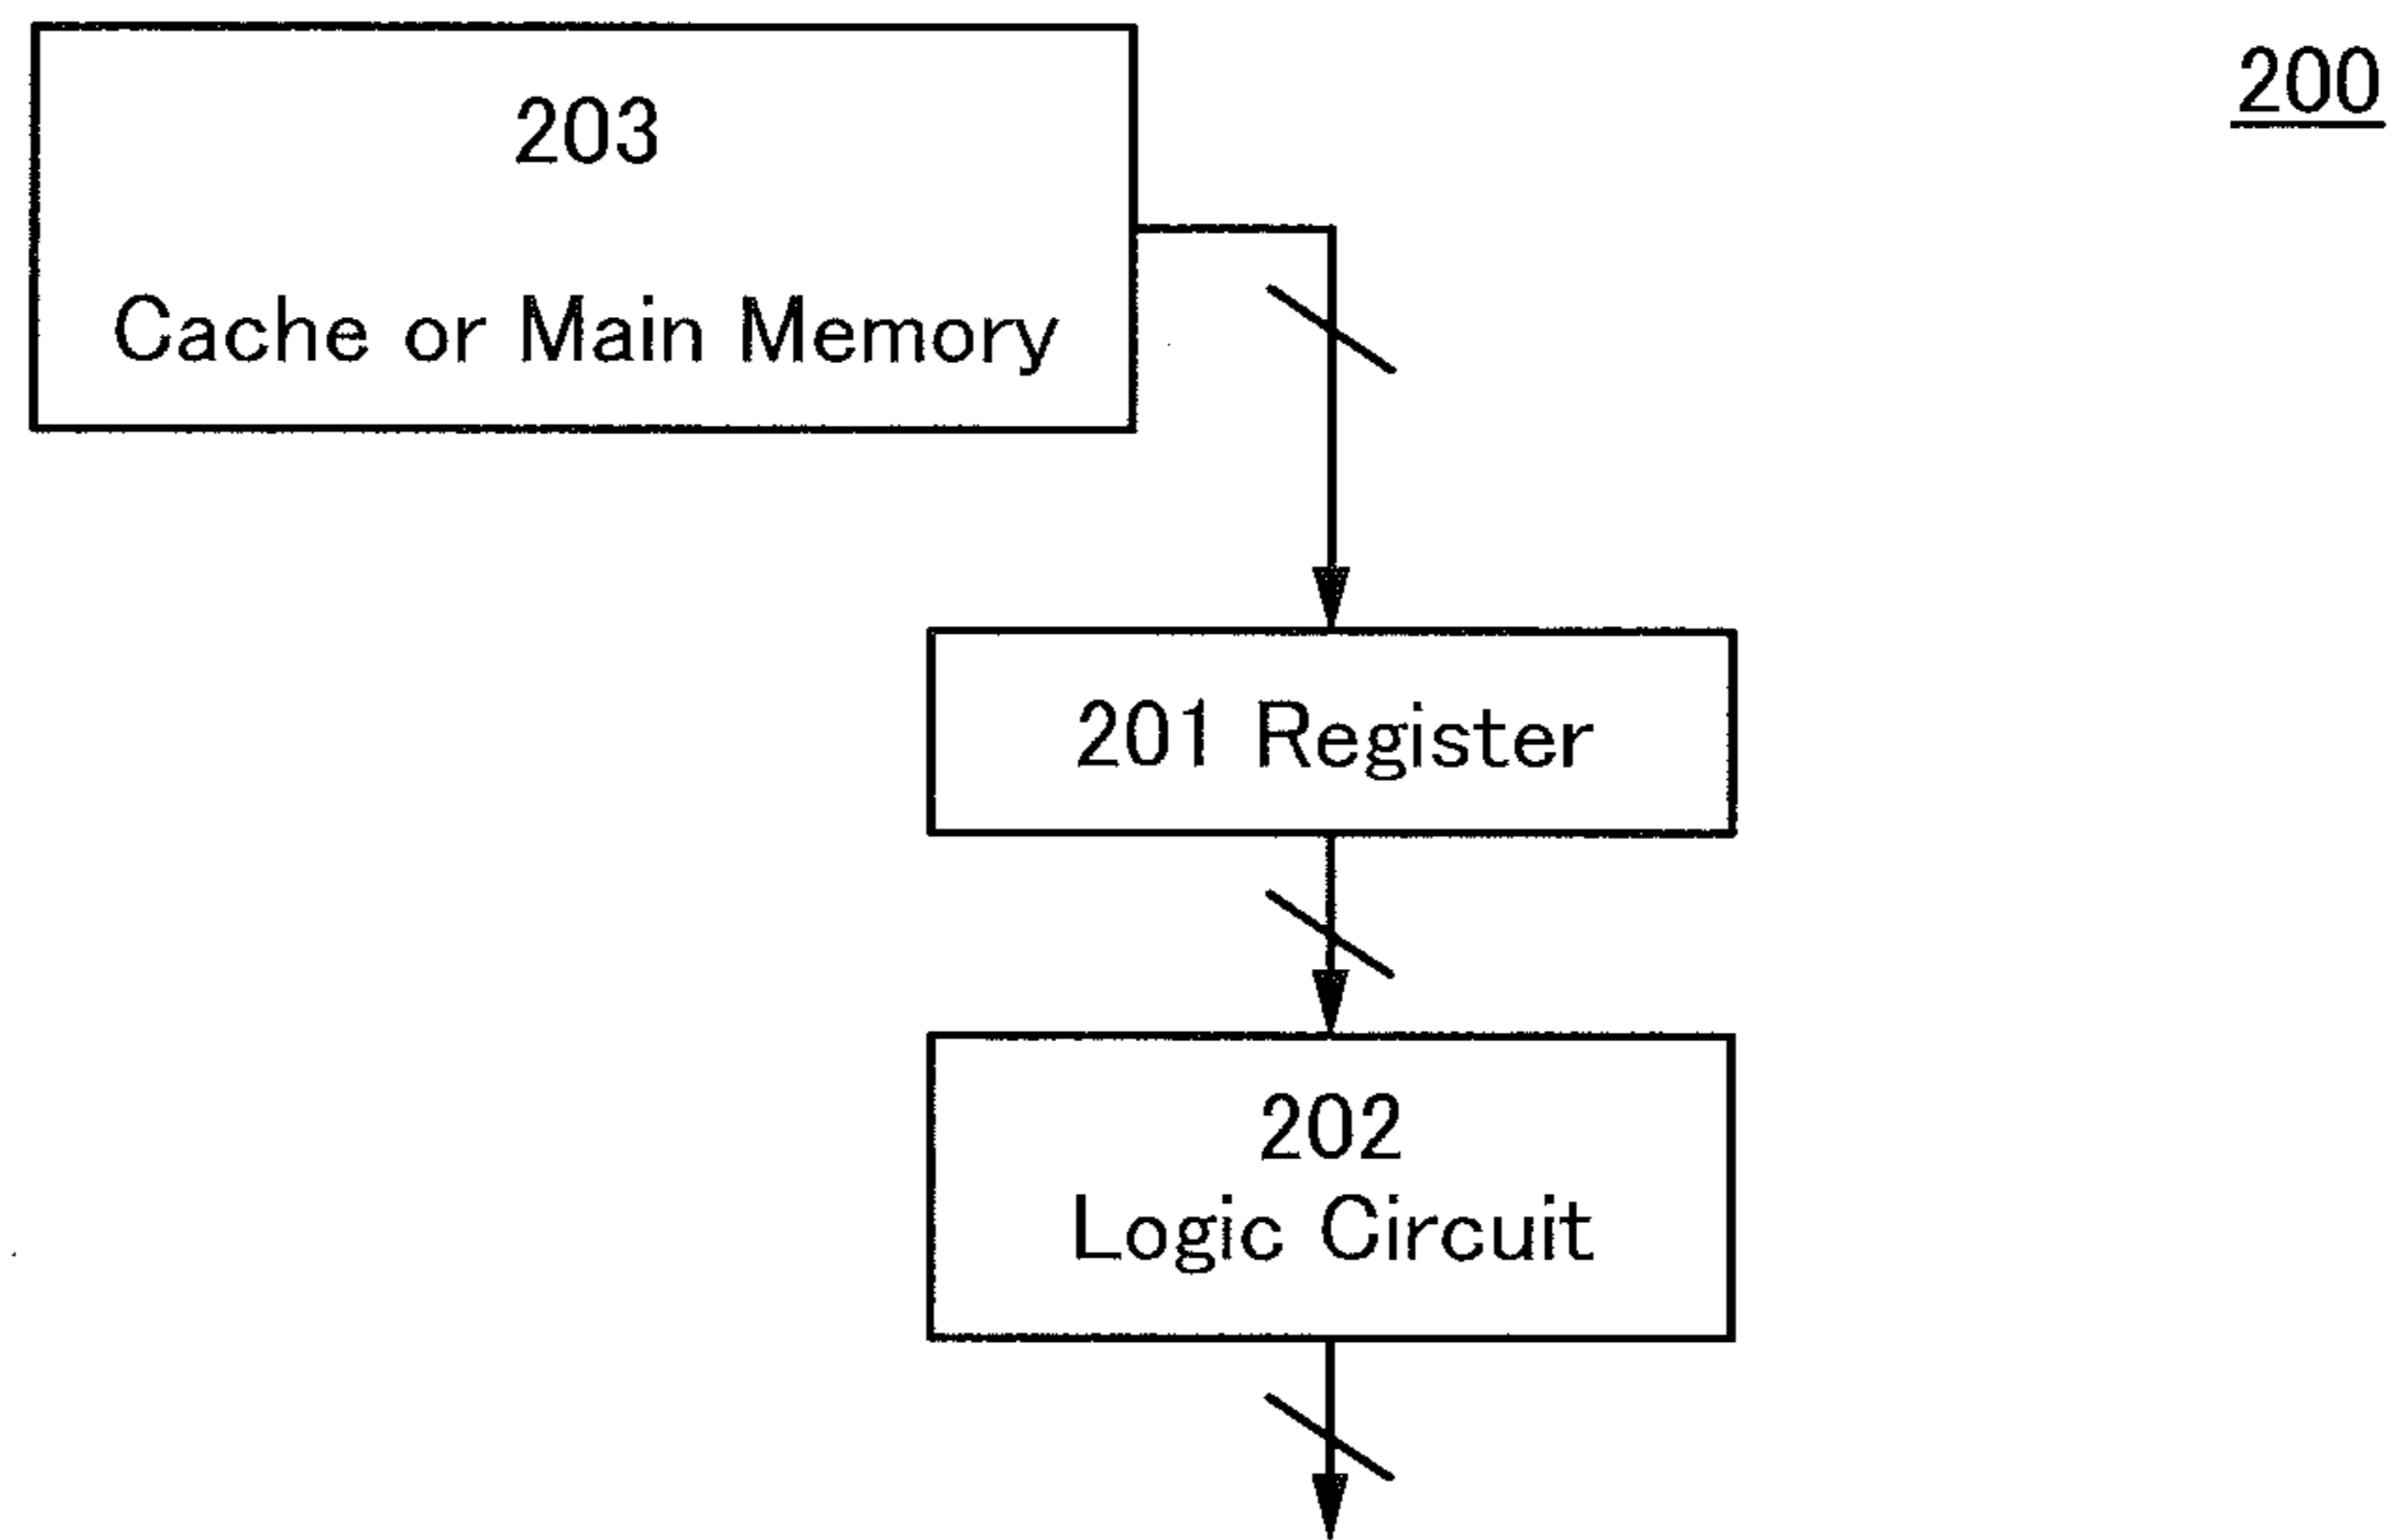 200
203
Cache or Main Memory
201 Register
202
Logic Circuit